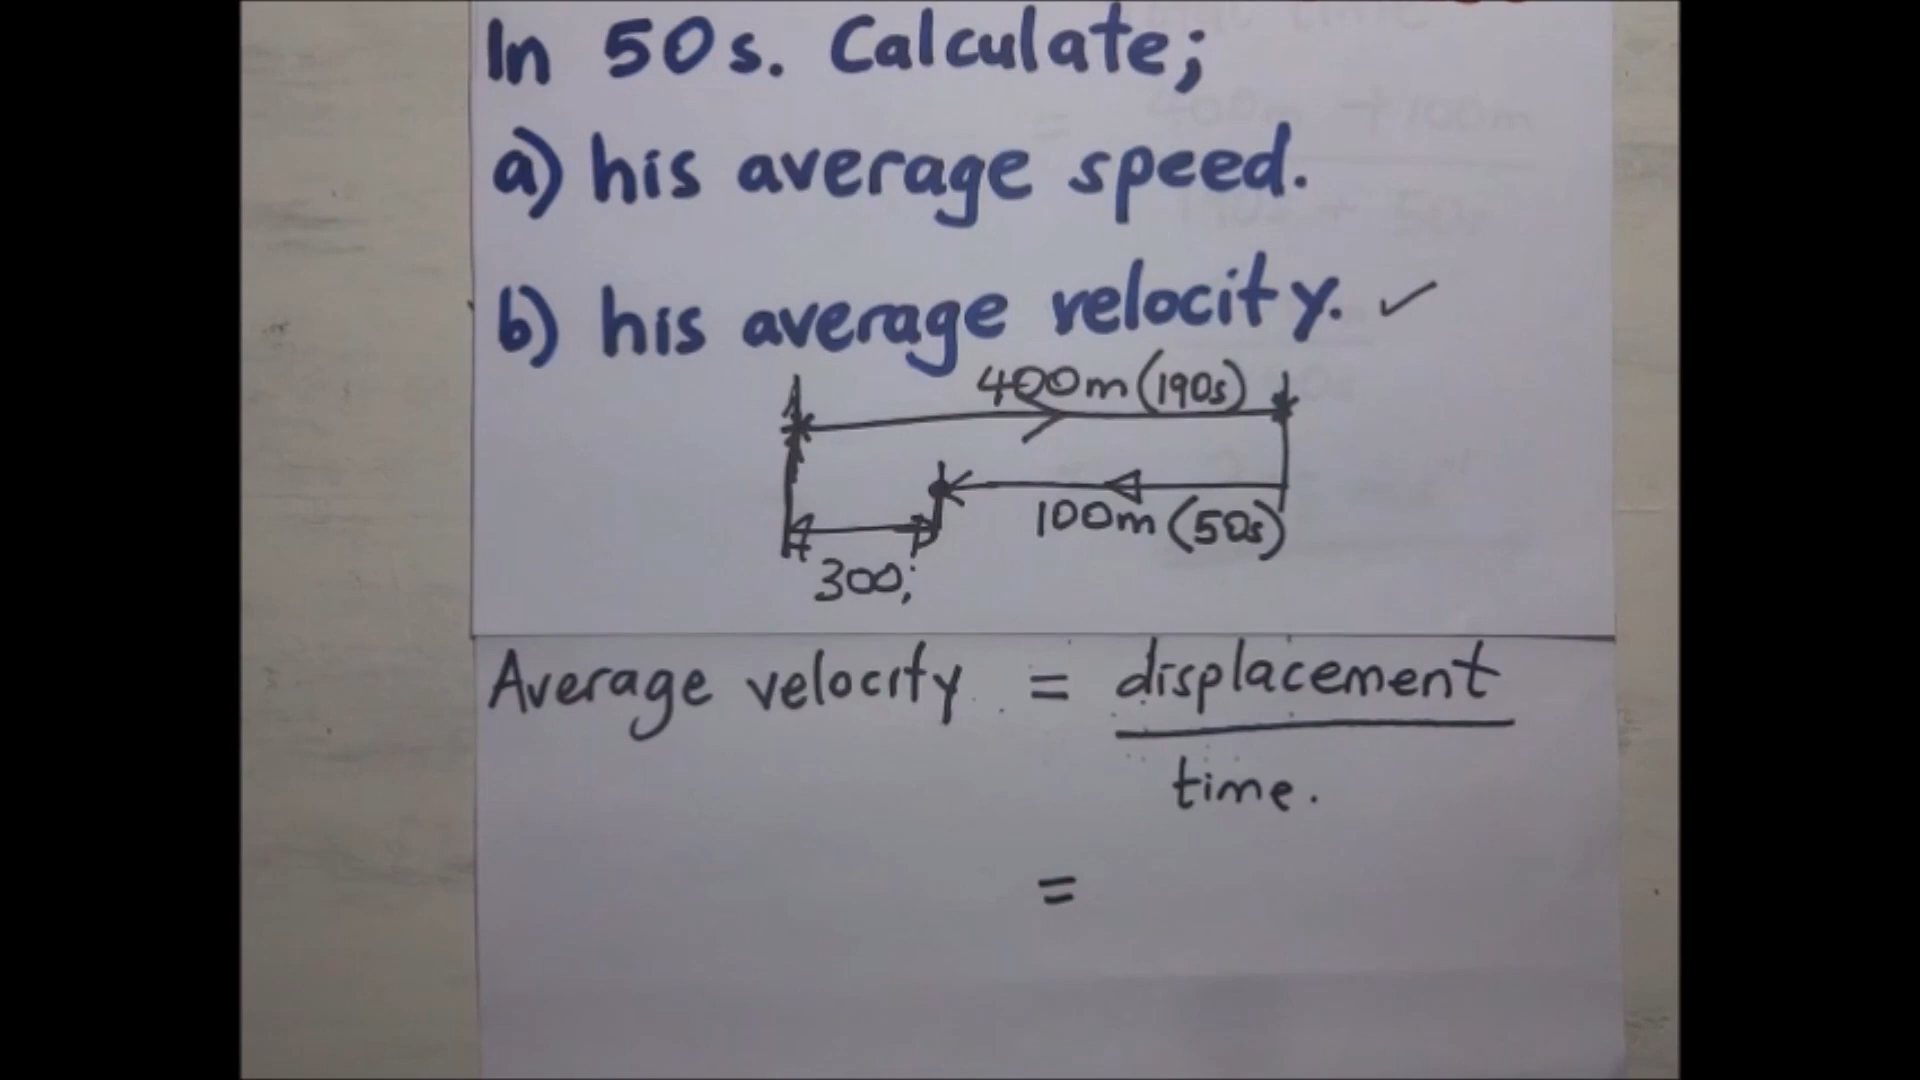 In 50s. Calculate;
a) his average speed.
b) his average velocity. ✓
400m (190s)
100m (50s)
300
Average velocity = displacement
time.
=